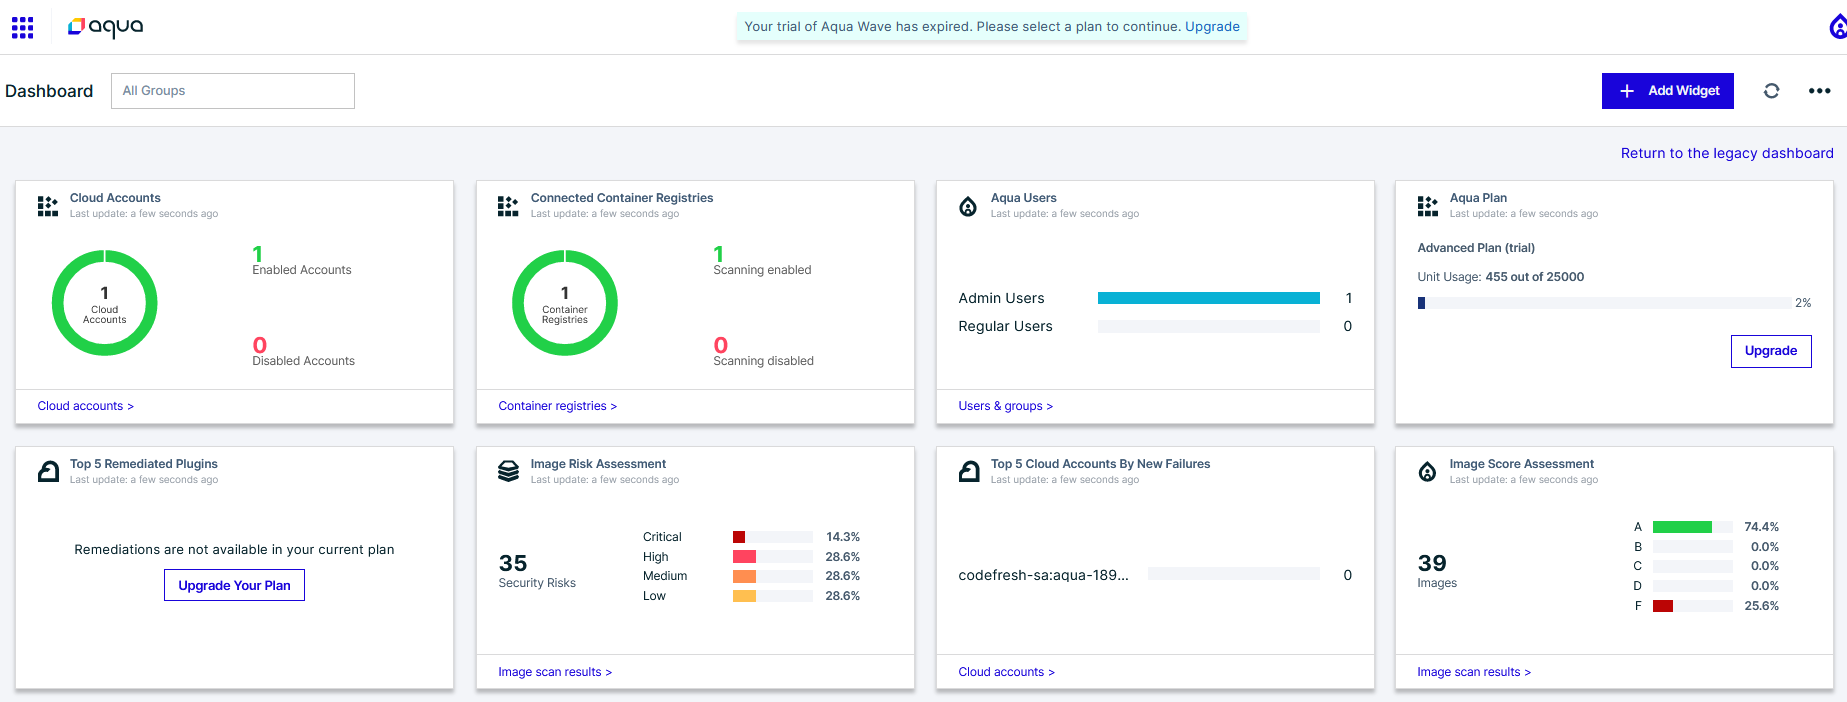 aqua
Your trial of Aqua Wave has expired. Please select a plan to continue. Upgrade
Dashboard
All Groups
+ Add Widget
Return to the legacy dashboard
Cloud Accounts
Last update: a few seconds ago
1
Cloud
Accounts
1
Enabled Accounts
0
Disabled Accounts
Cloud accounts >
Connected Container Registries
Last update: a few seconds ago
1
Container
Registries
1
Scanning enabled
0
Scanning disabled
Container registries >
Aqua Users
Last update: a few seconds ago
Admin Users 1
Regular Users 0
Users & groups >
Aqua Plan
Last update: a few seconds ago
Advanced Plan (trial)
Unit Usage: 455 out of 25000
2%
Upgrade
Top 5 Remediated Plugins
Last update: a few seconds ago
Remediations are not available in your current plan
Upgrade Your Plan
Image Risk Assessment
Last update: a few seconds ago
35
Security Risks
Critical 14.3%
High 28.6%
Medium 28.6%
Low 28.6%
Image scan results >
Top 5 Cloud Accounts By New Failures
Last update: a few seconds ago
codefresh-sa:aqua-189... 0
Cloud accounts >
Image Score Assessment
Last update: a few seconds ago
39
Images
A 74.4%
B 0.0%
C 0.0%
D 0.0%
F 25.6%
Image scan results >